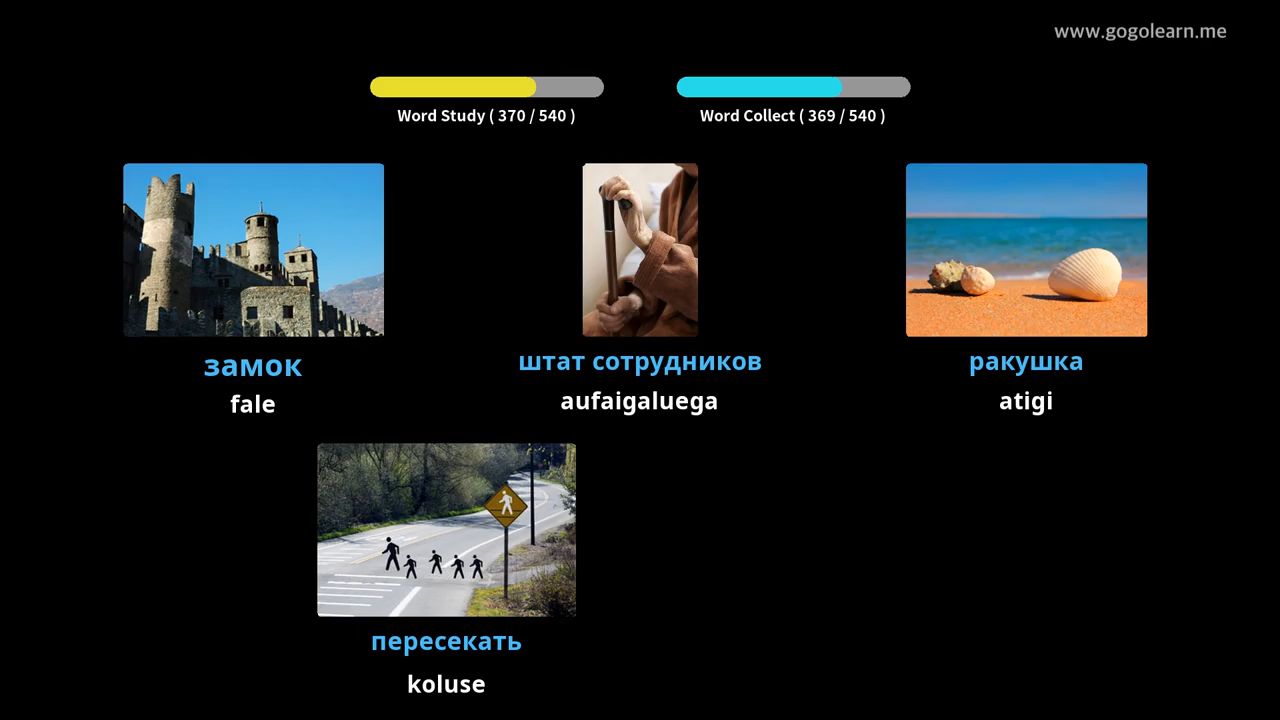 www.gogolearn.me
Word Study ( 370 / 540 )
Word Collect ( 369 / 540 )
замок
fale
штат сотрудников
aufaigaluega
ракушка
atigi
пересекать
koluse